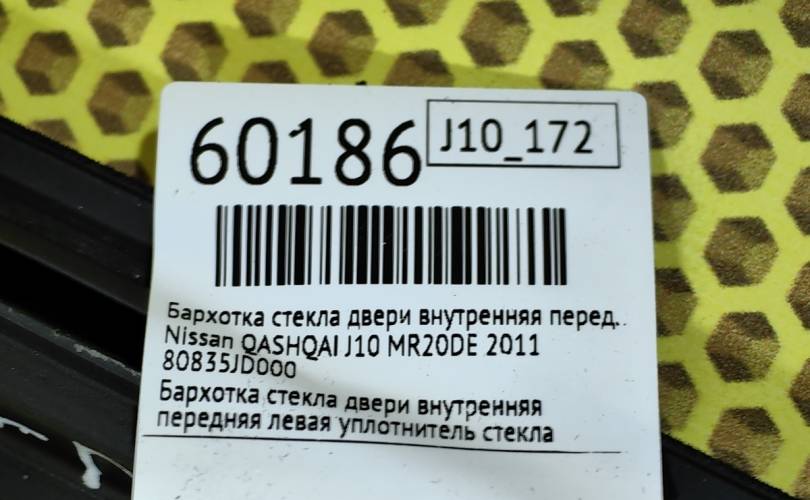 60186
J10_172
Бархотка стекла двери внутренняя перед..
Nissan QASHQAI J10 MR20DE 2011
80835JD000
Бархотка стекла двери внутренняя
передняя левая уплотнитель стекла